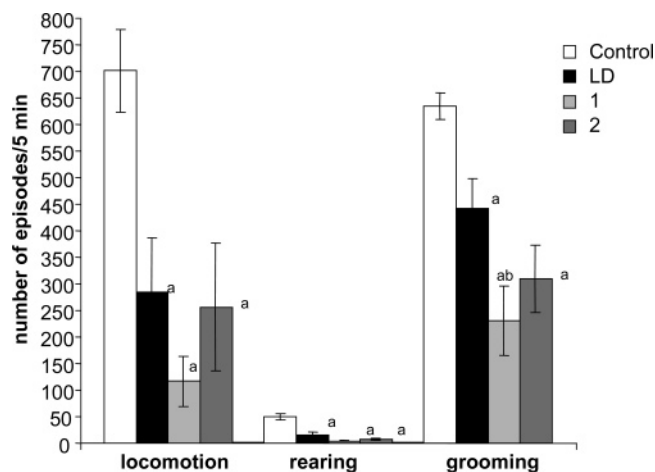 number of episodes/5 min
800
750
700
650
600
550
500
450
400
350
300
250
200
150
100
50
0
Control
LD
1
2
a
a
a
a
a
a
a
ab
a
locomotion
rearing
grooming